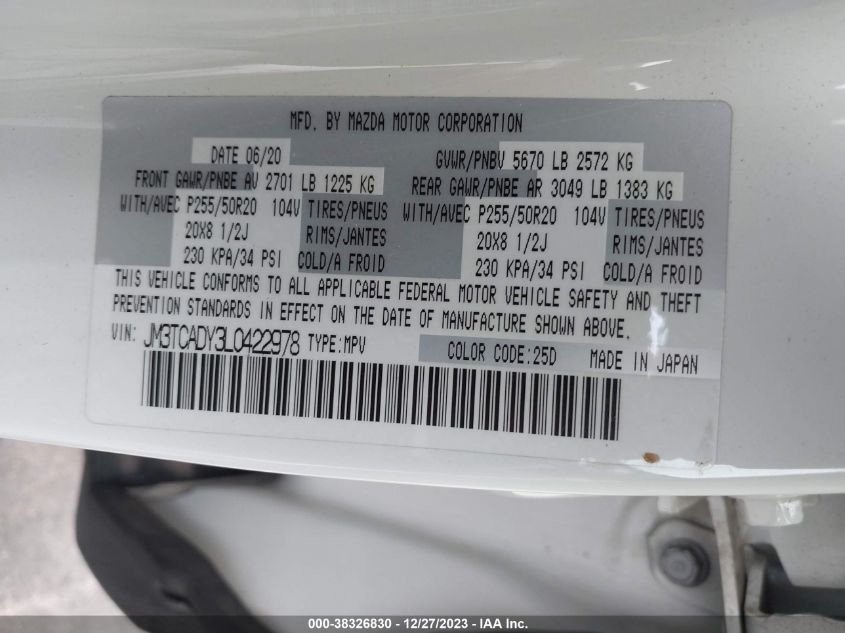 MFD. BY MAZDA MOTOR CORPORATION
DATE 06/20 GVWR/PNBV 5670 LB 2572 KG
FRONT GAWR/PNBE AV 2701 LB 1225 KG REAR GAWR/PNBE AR 3049 LB 1383 KG
WITH/AVEC P255/50R20 104V TIRES/PNEUS WITH/AVEC P255/50R20 104V TIRES/PNEUS
20X8 1/2J RIMS/JANTES 20X8 1/2J RIMS/JANTES
230 KPA/34 PSI COLD/A FROID 230 KPA/34 PSI COLD/A FROID
THIS VEHICLE CONFORMS TO ALL APPLICABLE FEDERAL MOTOR VEHICLE SAFETY AND THEFT
PREVENTION STANDARDS IN EFFECT ON THE DATE OF MANUFACTURE SHOWN ABOVE.
VIN: JM3TCADY3L0422978 TYPE:MPV COLOR CODE:25D MADE IN JAPAN
000-38326830 - 12/27/2023 - IAA Inc.